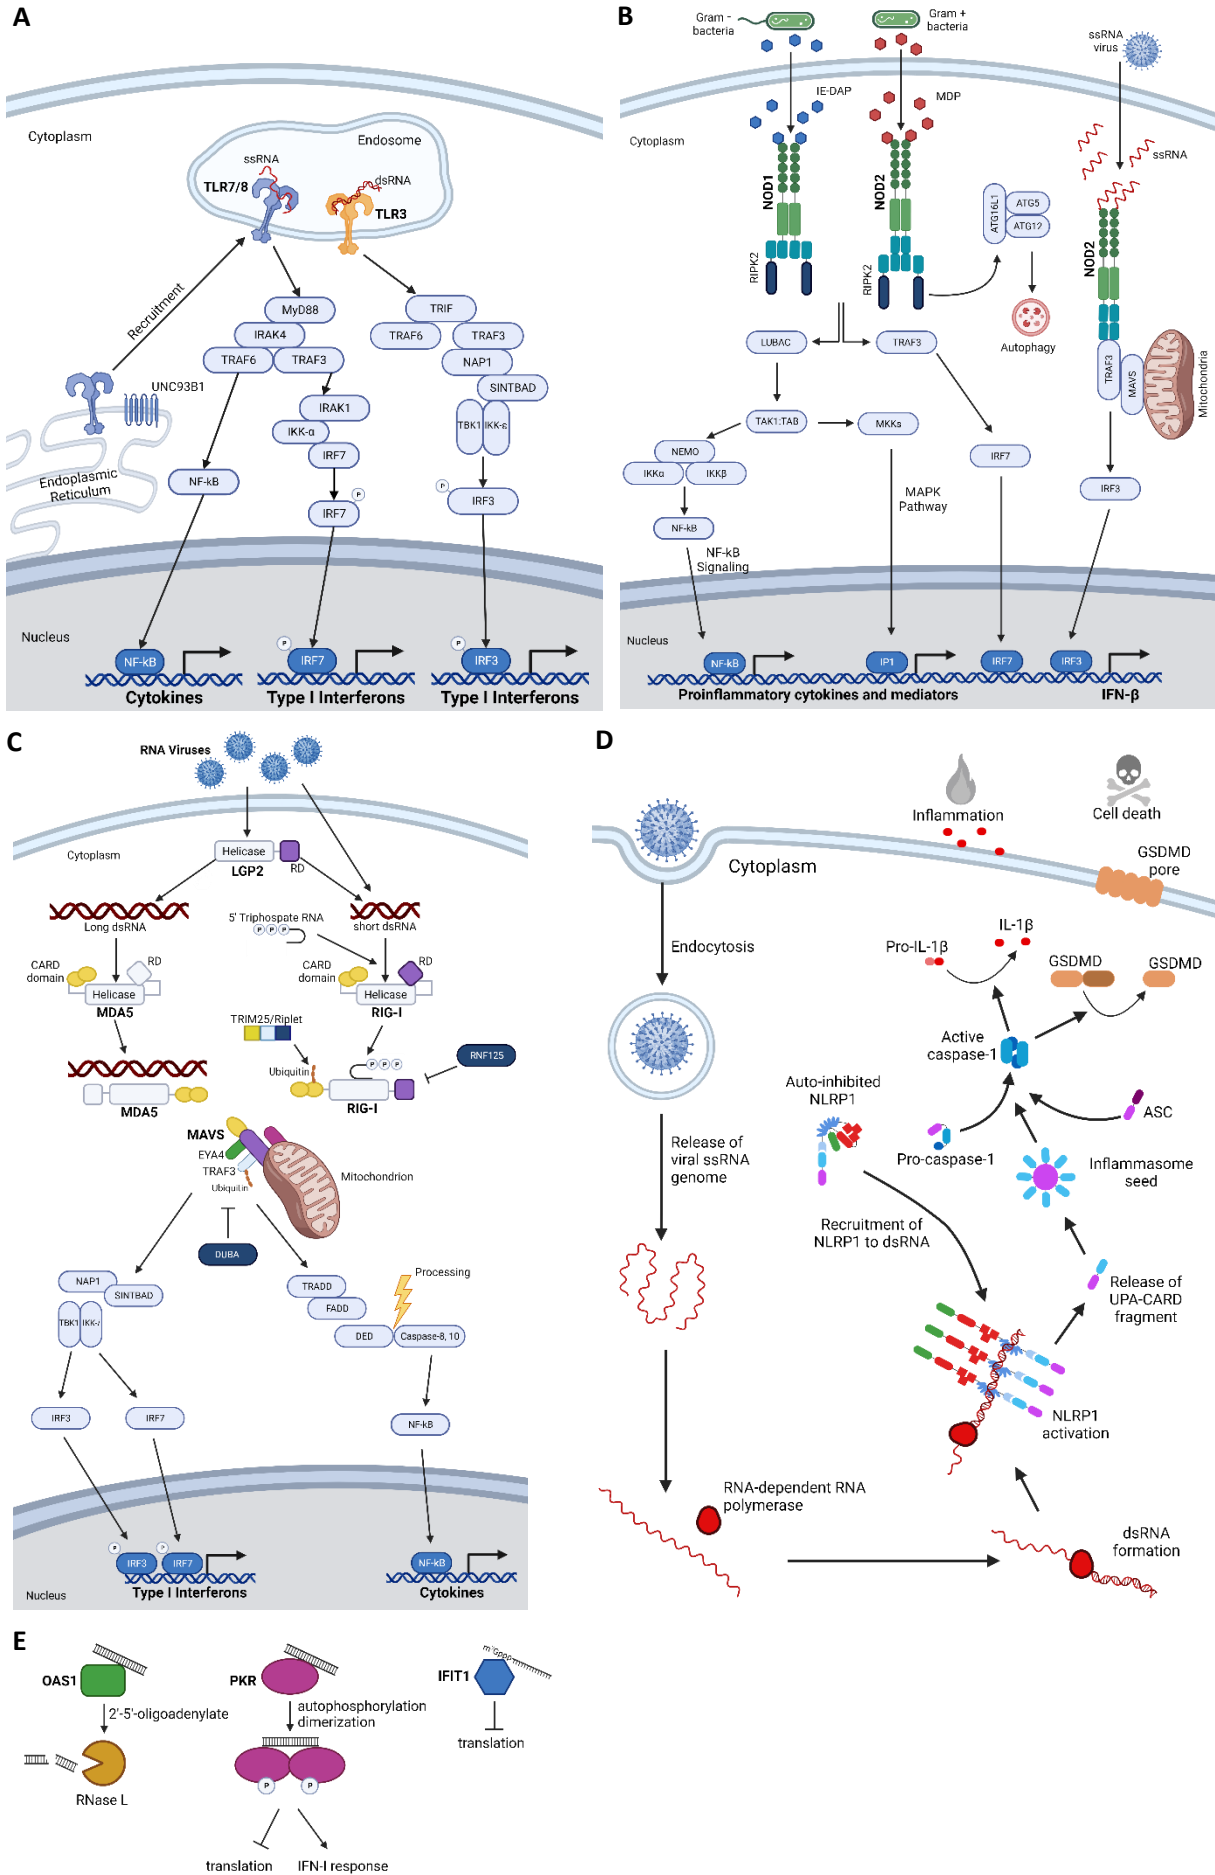 A
Cytoplasm
Endosome
ssRNA
TLR7/8
dsRNA
TLR3
Recruitment
MyD88
IRAK4
TRAF6
TRAF3
TRIF
TRAF6
TRAF3
NAP1
SINTBAD
TBK1
IKK-ε
UNC93B1
IRAK1
IKK-α
IRF7
Endoplasmic
Reticulum
NF-kB
P
IRF7
P
IRF3
Nucleus
P
P
NF-kB
IRF7
IRF3
Cytokines
Type I Interferons
Type I Interferons
B
Gram -
bacteria
Gram +
bacteria
ssRNA
virus
IE-DAP
MDP
Cytoplasm
ssRNA
NOD1
NOD2
RIPK2
RIPK2
ATG16L1
ATG5
ATG12
Autophagy
NOD2
LUBAC
TRAF3
TRAF3
MAVS
Mitochondria
TAK1:TAB
MKKs
NEMO
IKKα
IKKβ
IRF7
NF-kB
MAPK
Pathway
IRF3
NF-kB
Signaling
Nucleus
NF-kB
IP1
IRF7
IRF3
Proinflammatory cytokines and mediators
IFN-β
C
RNA Viruses
Cytoplasm
Helicase
LGP2
RD
Long dsRNA
5' Triphospate RNA
P P P
short dsRNA
CARD
domain
RD
Helicase
MDA5
CARD
domain
RD
Helicase
RIG-I
TRIM25/Riplet
Ubiquitin
P P P
RNF125
MDA5
RIG-I
MAVS
EYA4
TRAF3
Ubiquitin
Mitochondrion
DUBA
NAP1
SINTBAD
TBK1
IKK-ε
Processing
TRADD
FADD
DED
Caspase-8, 10
IRF3
IRF7
NF-kB
P
P
IRF3
IRF7
NF-kB
Nucleus
Type I Interferons
Cytokines
D
Inflammation
Cell death
Cytoplasm
GSDMD
pore
Endocytosis
Pro-IL-1β
IL-1β
GSDMD
GSDMD
Active
caspase-1
Auto-inhibited
NLRP1
ASC
Pro-caspase-1
Release of
viral ssRNA
genome
Inflammasome
seed
Recruitment of
NLRP1 to dsRNA
Release of
UPA-CARD
fragment
NLRP1
activation
RNA-dependent RNA
polymerase
dsRNA
formation
E
OAS1
2'-5'-oligoadenylate
RNase L
PKR
autophosphorylation
dimerization
P
P
translation
IFN-I response
m⁷Gppp
IFIT1
translation